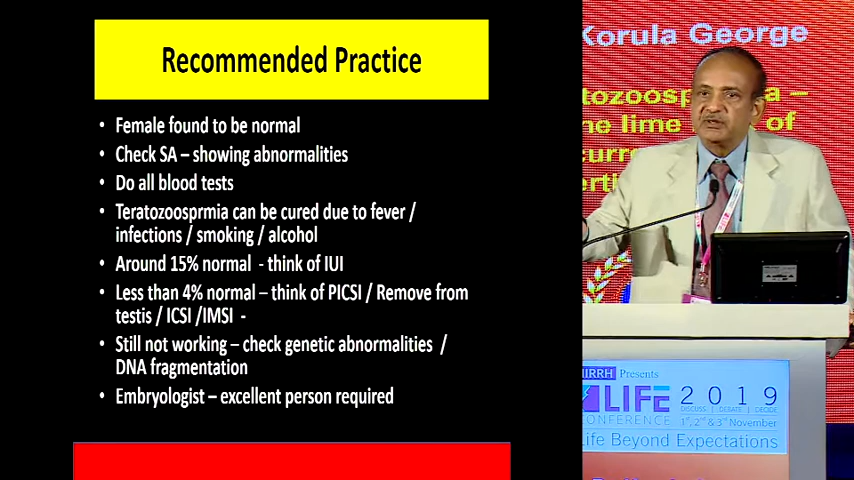 Recommended Practice
• Female found to be normal
• Check SA – showing abnormalities
• Do all blood tests
• Teratozoosprmia can be cured due to fever /
infections / smoking / alcohol
• Around 15% normal - think of IUI
• Less than 4% normal – think of PICSI / Remove from
testis / ICSI /IMSI -
• Still not working – check genetic abnormalities /
DNA fragmentation
• Embryologist – excellent person required
Korula George
of
Presents
LIFE 2019
CONFERENCE DISCUSS | DEBATE | DECIDE
1st, 2nd & 3rd November
Life Beyond Expectations